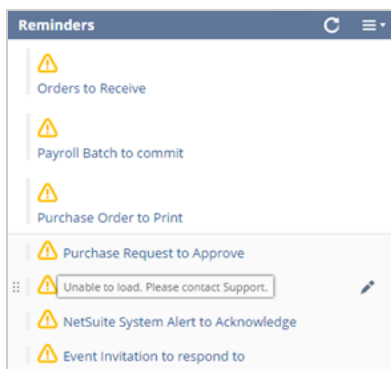 Reminders
Orders to Receive
Payroll Batch to commit
Purchase Order to Print
Purchase Request to Approve
Unable to load. Please contact Support.
NetSuite System Alert to Acknowledge
Event Invitation to respond to